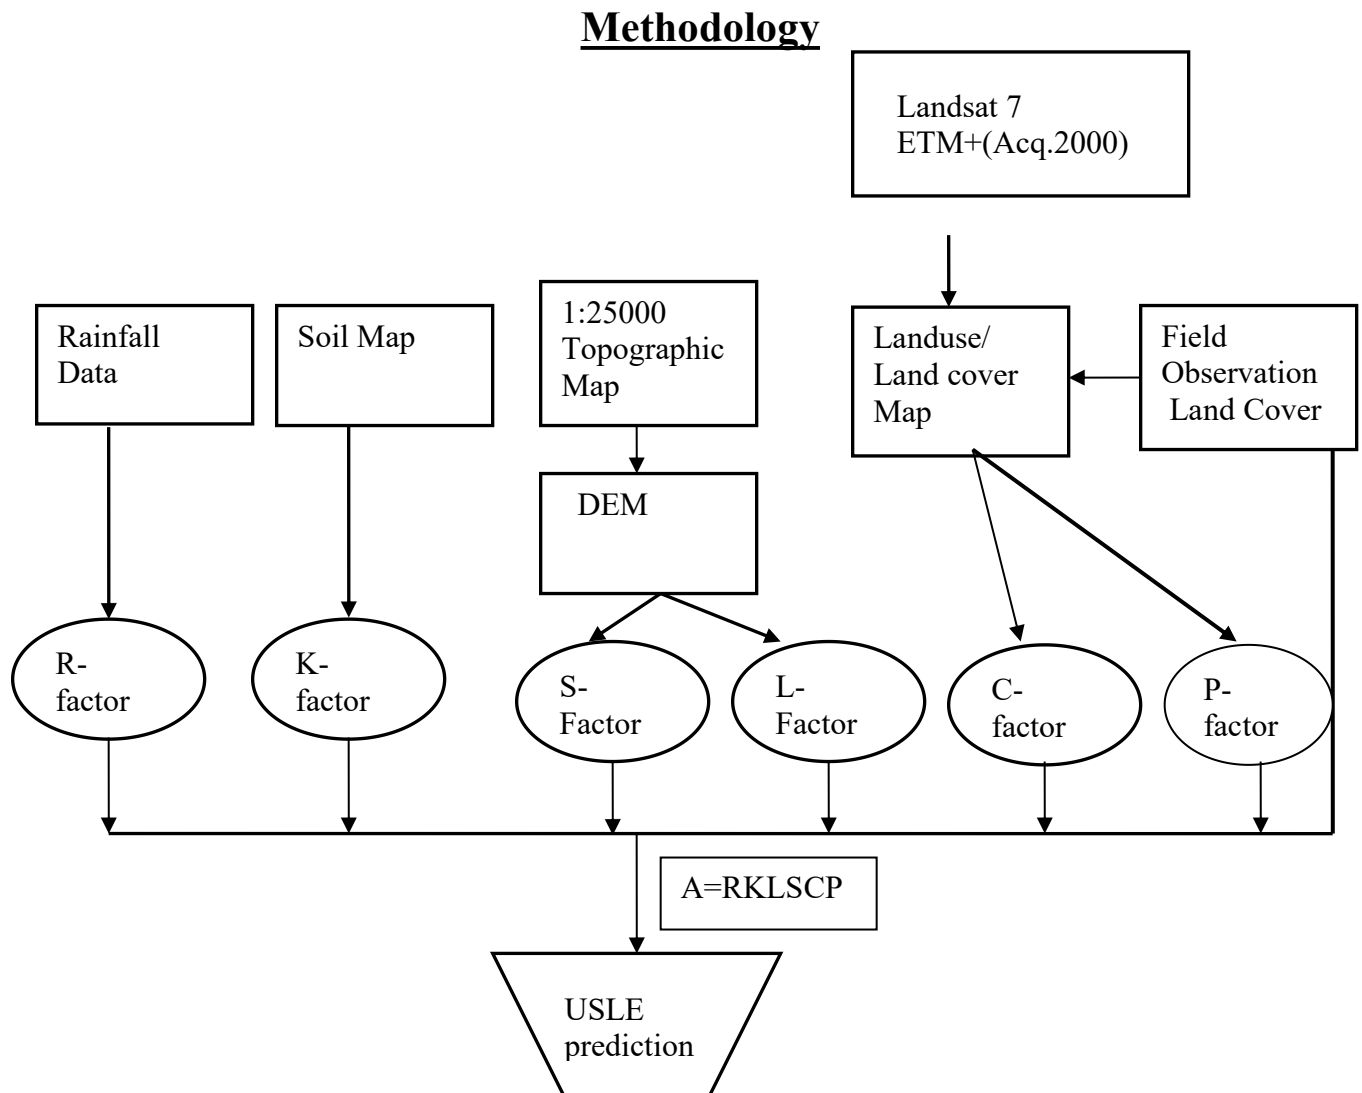 Methodology
Landsat 7
ETM+(Acq.2000)
Rainfall
Data
Soil Map
1:25000
Topographic
Map
Landuse/
Land cover
Map
Field
Observation
Land Cover
DEM
R-
factor
K-
factor
S-
Factor
L-
Factor
C-
factor
P-
factor
A=RKLSCP
USLE
prediction